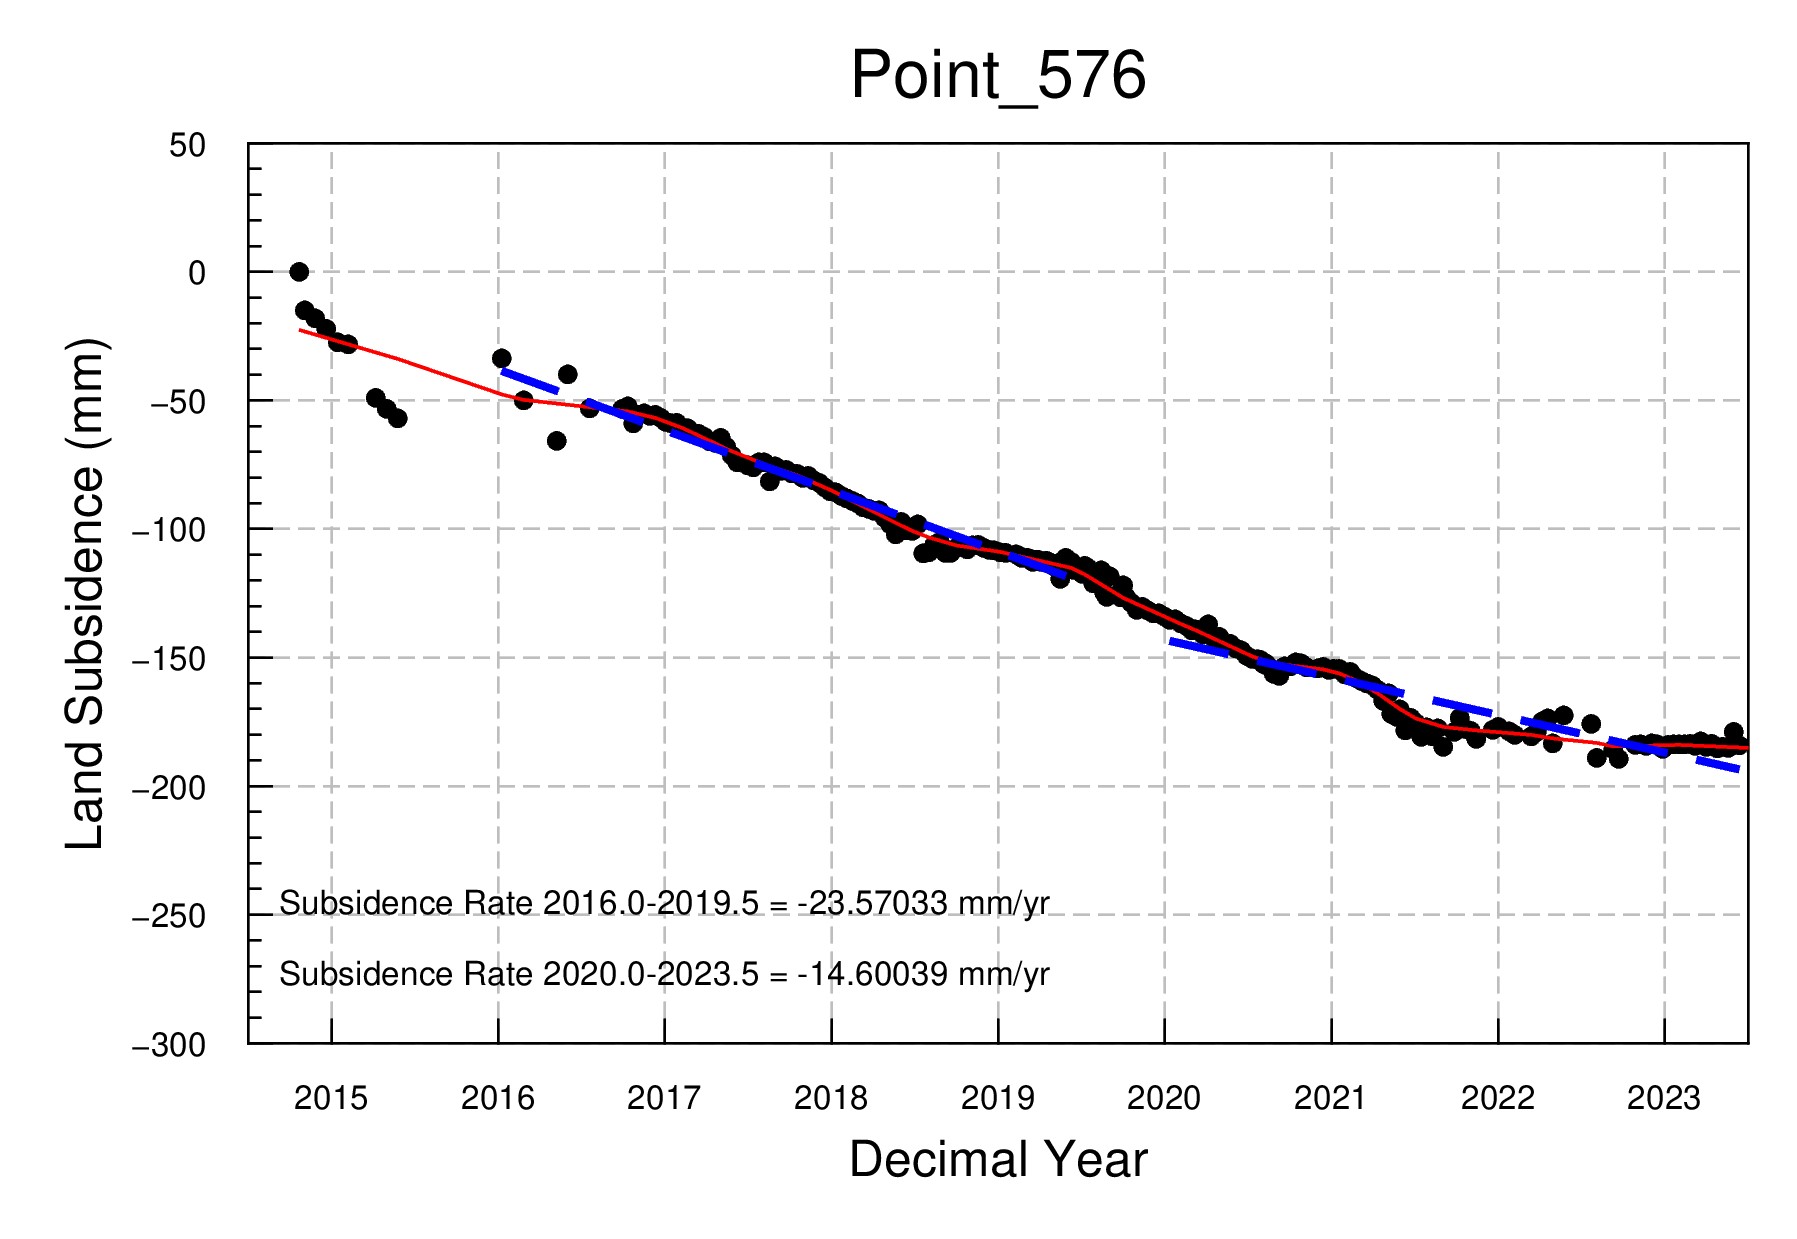 Point_576
50
0
−50
−100
−150
−200
−250
−300
Land Subsidence (mm)
Subsidence Rate 2016.0-2019.5 = -23.57033 mm/yr
Subsidence Rate 2020.0-2023.5 = -14.60039 mm/yr
2015 2016 2017 2018 2019 2020 2021 2022 2023
Decimal Year